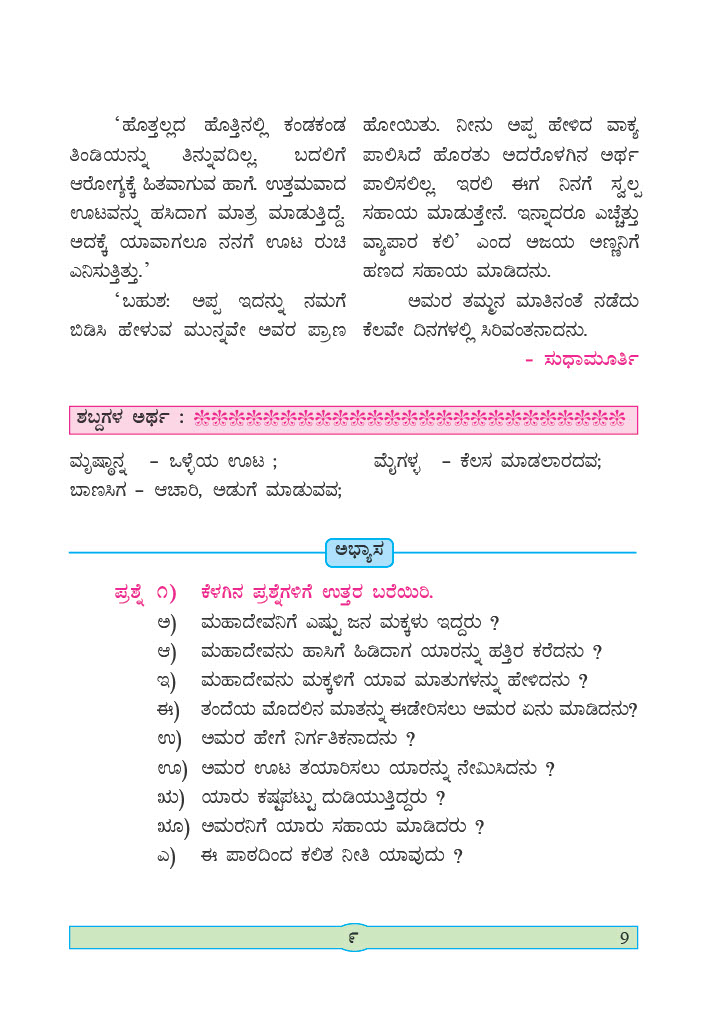 ‘ಹೊತ್ತಲ್ಲದ ಹೊತ್ತಿನಲ್ಲಿ ಕಂಡಕಂಡ
ತಿಂಡಿಯನ್ನು ತಿನ್ನುವದಿಲ್ಲ. ಬದಲಿಗೆ
ಆರೋಗ್ಯಕ್ಕೆ ಹಿತವಾಗುವ ಹಾಗೆ. ಉತ್ತಮವಾದ
ಊಟವನ್ನು ಹಸಿದಾಗ ಮಾತ್ರ ಮಾಡುತ್ತಿದ್ದೆ.
ಅದಕ್ಕೆ ಯಾವಾಗಲೂ ನನಗೆ ಊಟ ರುಚಿ
ಎನಿಸುತ್ತಿತ್ತು.’
‘ಬಹುಶಃ ಅಪ್ಪ ಇದನ್ನು ನಮಗೆ
ಬಿಡಿಸಿ ಹೇಳುವ ಮುನ್ನವೇ ಅವರ ಪ್ರಾಣ
ಹೋಯಿತು. ನೀನು ಅಪ್ಪ ಹೇಳಿದ ವಾಕ್ಯ
ಪಾಲಿಸಿದೆ ಹೊರತು ಅದರೊಳಗಿನ ಅರ್ಥ
ಪಾಲಿಸಲಿಲ್ಲ. ಇರಲಿ ಈಗ ನಿನಗೆ ಸ್ವಲ್ಪ
ಸಹಾಯ ಮಾಡುತ್ತೇನೆ. ಇನ್ನಾದರೂ ಎಚ್ಚೆತ್ತು
ವ್ಯಾಪಾರ ಕಲಿ’ ಎಂದ ಅಜಯ ಅಣ್ಣನಿಗೆ
ಹಣದ ಸಹಾಯ ಮಾಡಿದನು.
ಅಮರ ತಮ್ಮನ ಮಾತಿನಂತೆ ನಡೆದು
ಕೆಲವೇ ದಿನಗಳಲ್ಲಿ ಸಿರಿವಂತನಾದನು.
– ಸುಧಾಮೂರ್ತಿ
ಶಬ್ದಗಳ ಅರ್ಥ :
ಮೃಷ್ಠಾನ್ನ – ಒಳ್ಳೆಯ ಊಟ ; ಮೈಗಳ್ಳ – ಕೆಲಸ ಮಾಡಲಾರದವ;
ಬಾಣಸಿಗ – ಆಚಾರಿ, ಅಡುಗೆ ಮಾಡುವವ;
ಅಭ್ಯಾಸ
ಪ್ರಶ್ನೆ ೧) ಕೆಳಗಿನ ಪ್ರಶ್ನೆಗಳಿಗೆ ಉತ್ತರ ಬರೆಯಿರಿ.
ಅ) ಮಹಾದೇವನಿಗೆ ಎಷ್ಟು ಜನ ಮಕ್ಕಳು ಇದ್ದರು ?
ಆ) ಮಹಾದೇವನು ಹಾಸಿಗೆ ಹಿಡಿದಾಗ ಯಾರನ್ನು ಹತ್ತಿರ ಕರೆದನು ?
ಇ) ಮಹಾದೇವನು ಮಕ್ಕಳಿಗೆ ಯಾವ ಮಾತುಗಳನ್ನು ಹೇಳಿದನು ?
ಈ) ತಂದೆಯ ಮೊದಲಿನ ಮಾತನ್ನು ಈಡೇರಿಸಲು ಅಮರ ಏನು ಮಾಡಿದನು?
ಉ) ಅಮರ ಹೇಗೆ ನಿರ್ಗತಿಕನಾದನು ?
ಊ) ಅಮರ ಊಟ ತಯಾರಿಸಲು ಯಾರನ್ನು ನೇಮಿಸಿದನು ?
ಋ) ಯಾರು ಕಷ್ಟಪಟ್ಟು ದುಡಿಯುತ್ತಿದ್ದರು ?
ೠ) ಅಮರನಿಗೆ ಯಾರು ಸಹಾಯ ಮಾಡಿದರು ?
ಎ) ಈ ಪಾಠದಿಂದ ಕಲಿತ ನೀತಿ ಯಾವುದು ?
೯ 9